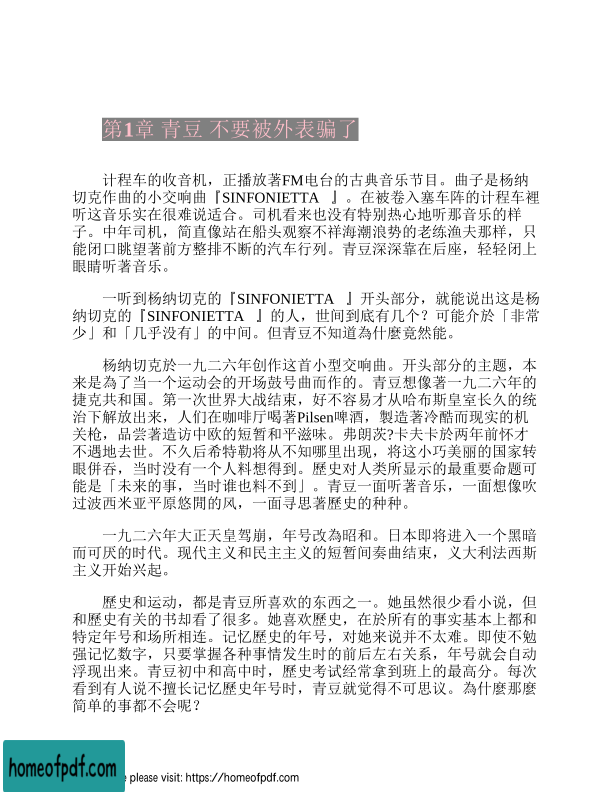 第1章 青豆 不要被外表骗了
计程车的收音机，正播放著FM电台的古典音乐节目。曲子是杨纳
切克作曲的小交响曲『SINFONIETTA 』。在被卷入塞车阵的计程车裡
听这音乐实在很难说适合。司机看来也没有特别热心地听那音乐的样
子。中年司机，简直像站在船头观察不祥海潮浪势的老练渔夫那样，只
能闭口眺望著前方整排不断的汽车行列。青豆深深靠在后座，轻轻闭上
眼睛听著音乐。
一听到杨纳切克的『SINFONIETTA 』开头部分，就能说出这是杨
纳切克的『SINFONIETTA 』的人，世间到底有几个？可能介於「非常
少」和「几乎没有」的中间。但青豆不知道為什麼竟然能。
杨纳切克於一九二六年创作这首小型交响曲。开头部分的主题，本
来是為了当一个运动会的开场鼓号曲而作的。青豆想像著一九二六年的
捷克共和国。第一次世界大战结束，好不容易才从哈布斯皇室长久的统
治下解放出来，人们在咖啡厅喝著Pilsen啤酒，製造著冷酷而现实的机
关枪，品尝著造访中欧的短暂和平滋味。弗朗茨?卡夫卡於两年前怀才
不遇地去世。不久后希特勒将从不知哪里出现，将这小巧美丽的国家转
眼併吞，当时没有一个人料想得到。歷史对人类所显示的最重要命题可
能是「未来的事，当时谁也料不到」。青豆一面听著音乐，一面想像吹
过波西米亚平原悠閒的风，一面寻思著歷史的种种。
一九二六年大正天皇驾崩，年号改為昭和。日本即将进入一个黑暗
而可厌的时代。现代主义和民主主义的短暂间奏曲结束，义大利法西斯
主义开始兴起。
歷史和运动，都是青豆所喜欢的东西之一。她虽然很少看小说，但
和歷史有关的书却看了很多。她喜欢歷史，在於所有的事实基本上都和
特定年号和场所相连。记忆歷史的年号，对她来说并不太难。即使不勉
强记忆数字，只要掌握各种事情发生时的前后左右关系，年号就会自动
浮现出来。青豆初中和高中时，歷史考试经常拿到班上的最高分。每次
看到有人说不擅长记忆歷史年号时，青豆就觉得不可思议。為什麼那麼
简单的事都不会呢？
homeofpdf.com
e please visit: https://homeofpdf.com